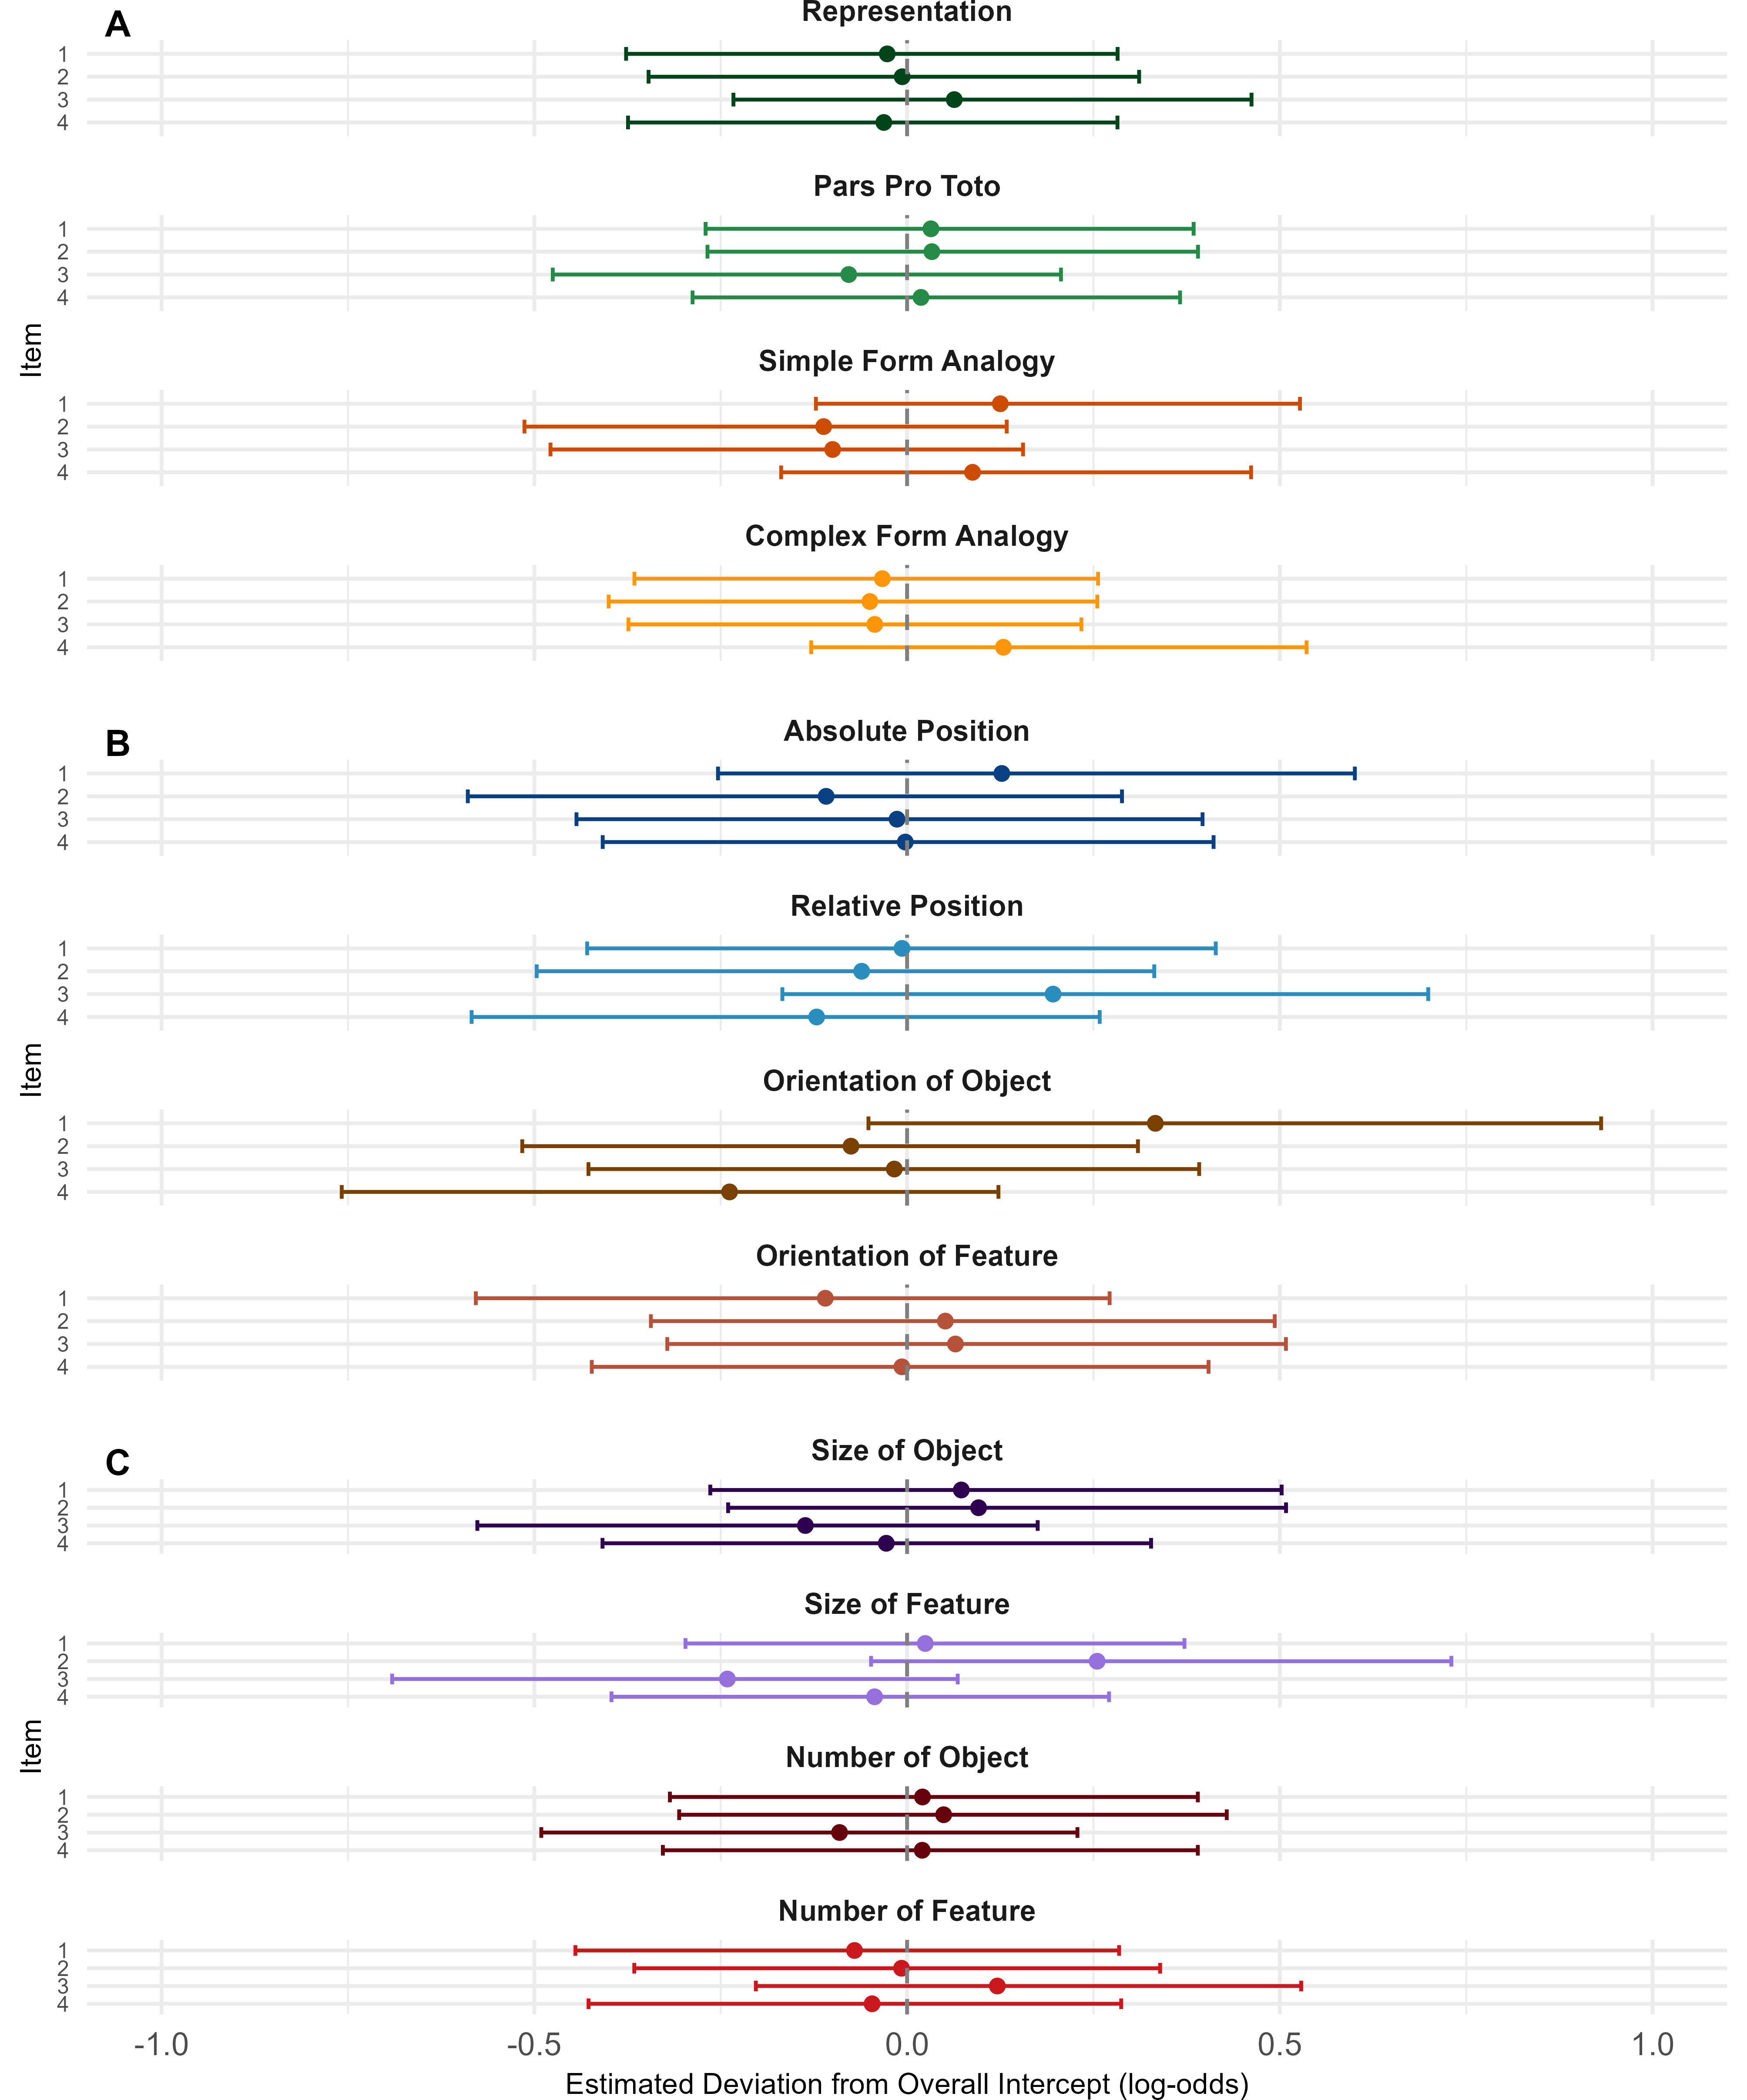 A
Representation
1
2
3
4
Pars Pro Toto
1
2
3
4
Simple Form Analogy
1
2
3
4
Complex Form Analogy
1
2
3
4
Item
B
Absolute Position
1
2
3
4
Relative Position
1
2
3
4
Orientation of Object
1
2
3
4
Orientation of Feature
1
2
3
4
Item
C
Size of Object
1
2
3
4
Size of Feature
1
2
3
4
Number of Object
1
2
3
4
Number of Feature
1
2
3
4
Item
-1.0 -0.5 0.0 0.5 1.0
Estimated Deviation from Overall Intercept (log-odds)